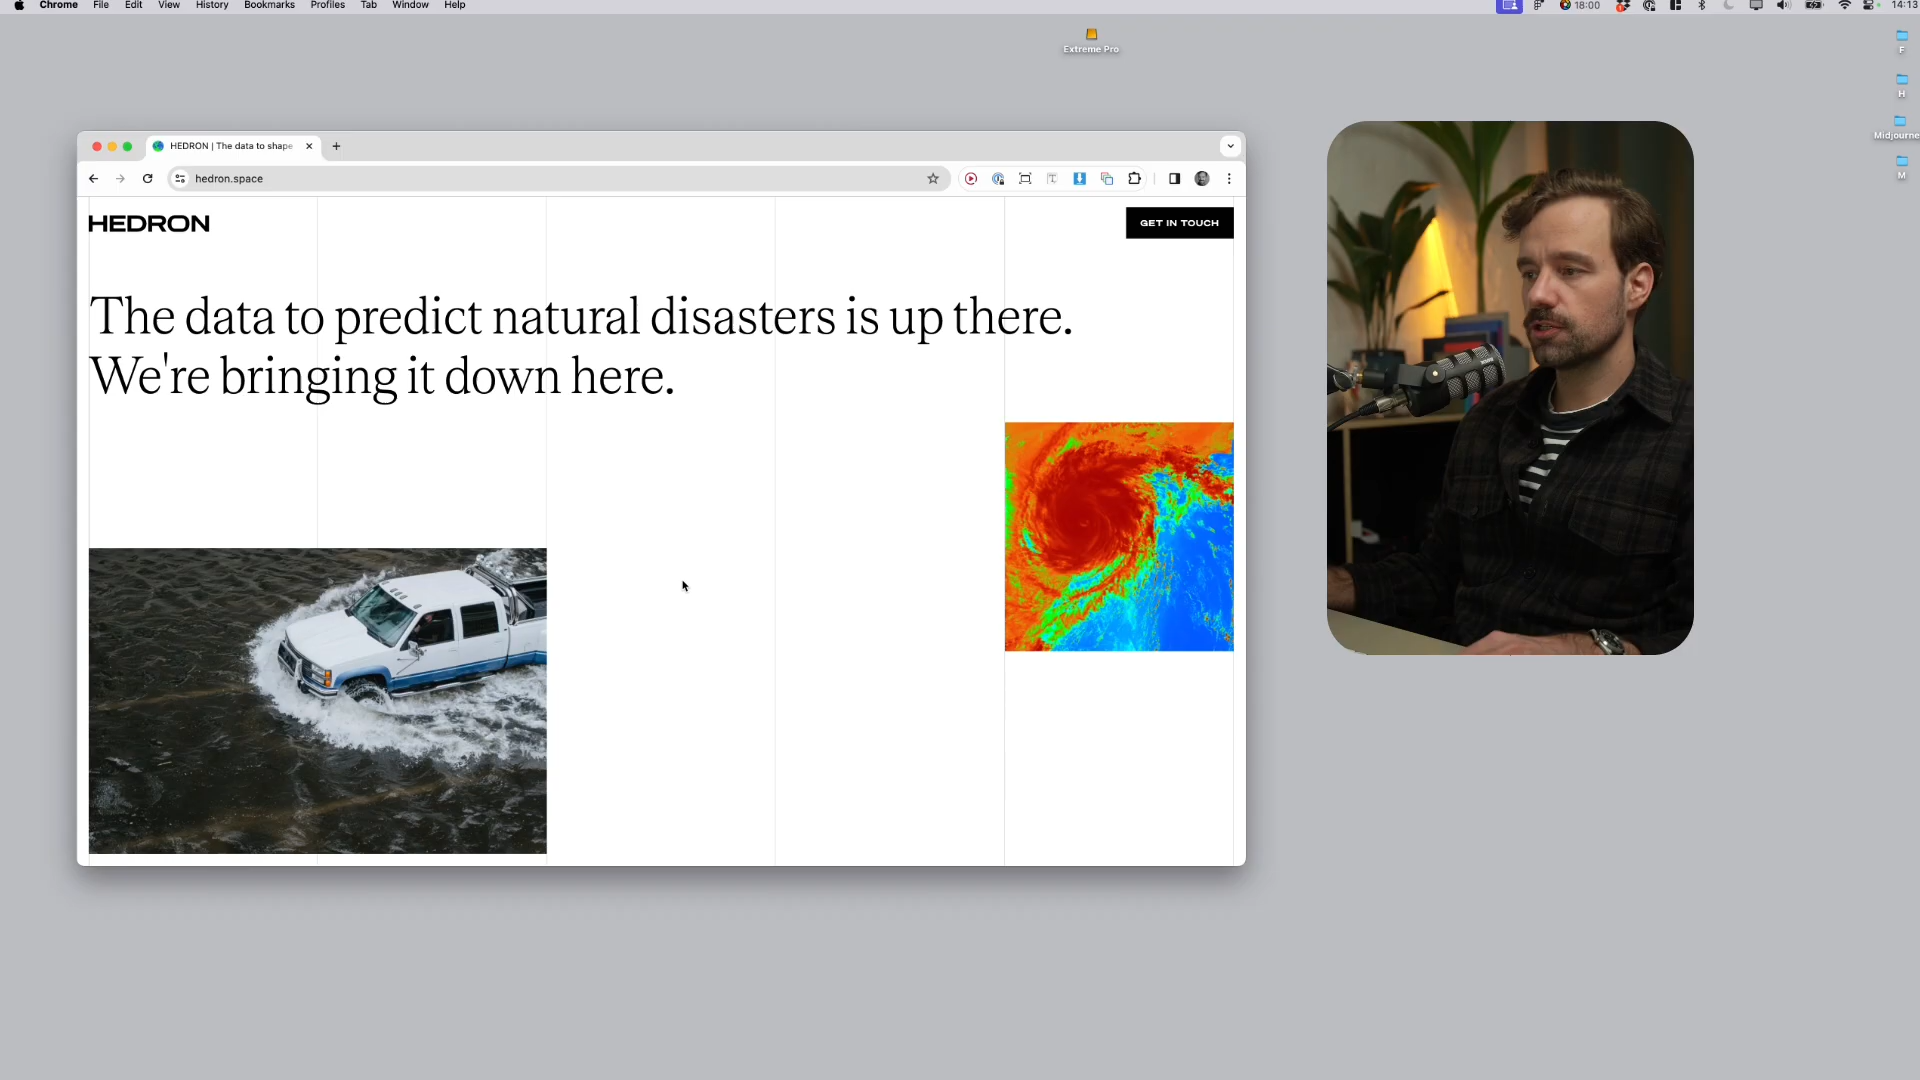 Chrome File Edit View History Bookmarks Profiles Tab Window Help
18:00
14:13
Extreme Pro
F
H
Midjourne
M
HEDRON | The data to shape
hedron.space
HEDRON
GET IN TOUCH
The data to predict natural disasters is up there.
We're bringing it down here.